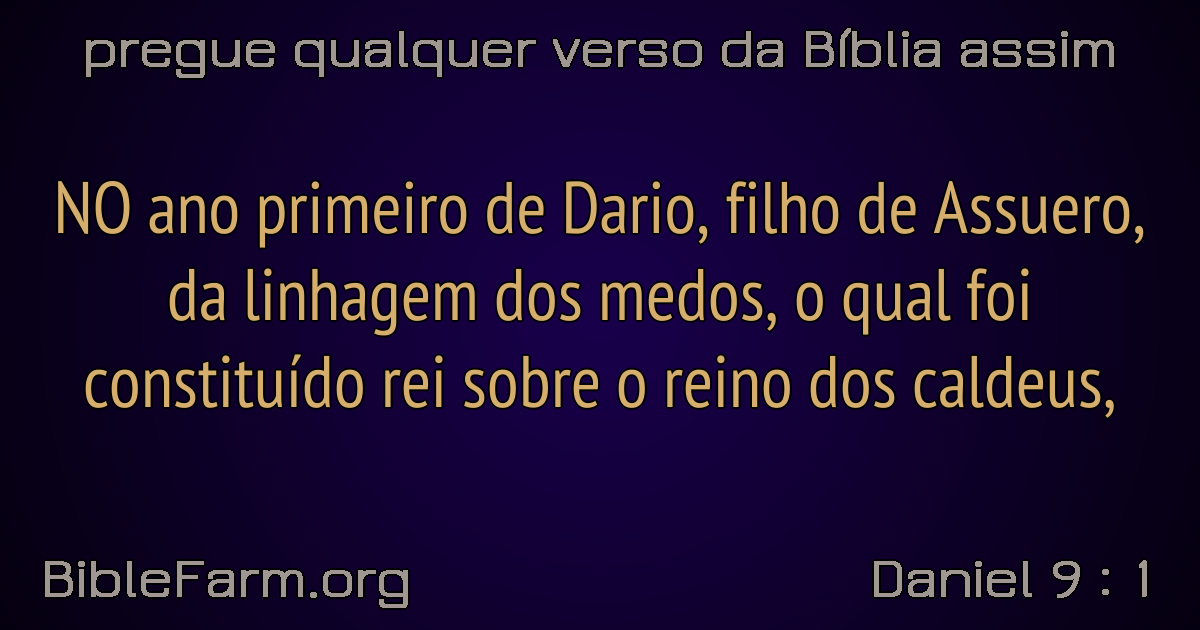 pregue qualquer verso da Bíblia assim
NO ano primeiro de Dario, filho de Assuero,
da linhagem dos medos, o qual foi
constituído rei sobre o reino dos caldeus,
BibleFarm.org
Daniel 9 : 1